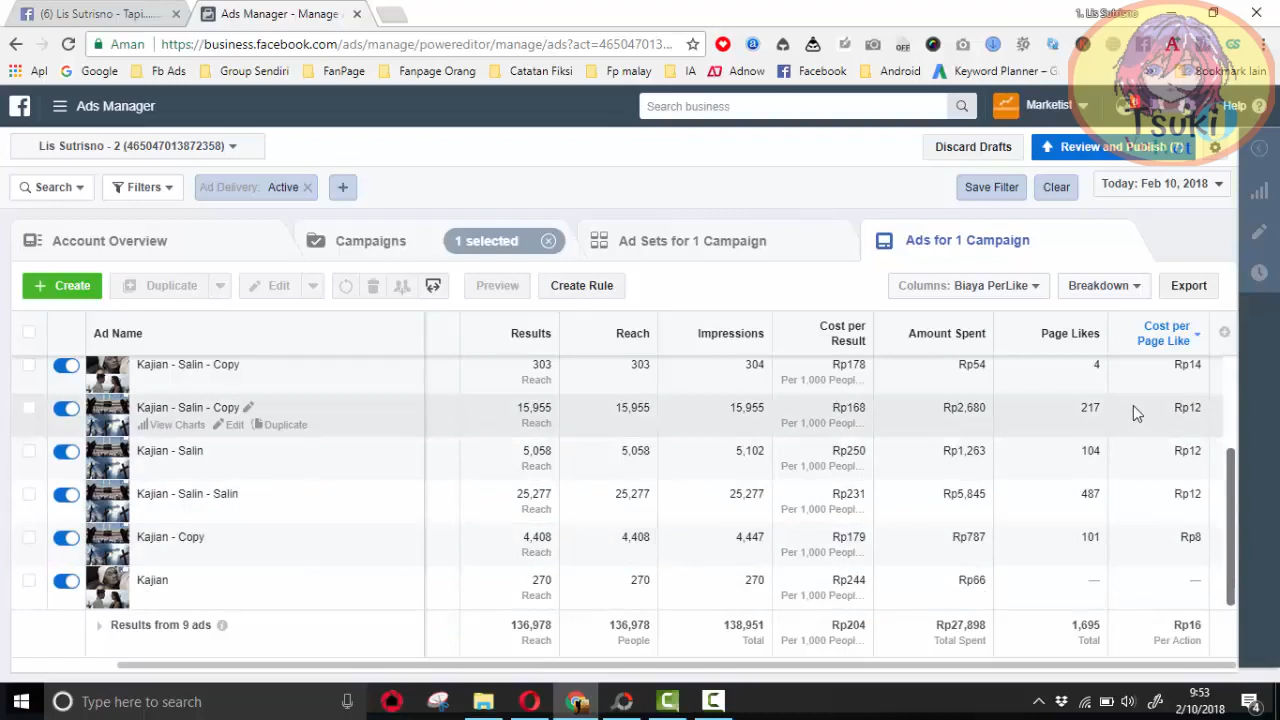 (8) Lis Sutrisno - Tapi.... ×
Ads Manager - Manage ×
1. Lis Sutrisno
Aman | https://business.facebook.com/ads/manage/powereditor/manage/ads?act=465047013...
Apl Google Fb Ads Group Sendiri FanPage Fanpage Orang Catatan Fiksi Fp malay IA Adnow Facebook Android Keyword Planner – G Bookmark lain
Ads Manager
Search business
Marketist
Help
Tsuki
Lis Sutrisno - 2 (465047013872358)
Discard Drafts
Review and Publish (7)
Search Filters Ad Delivery: Active × +
Save Filter Clear Today: Feb 10, 2018
Account Overview
Campaigns 1 selected
Ad Sets for 1 Campaign
Ads for 1 Campaign
+ Create Duplicate Edit Preview Create Rule
Columns: Biaya PerLike Breakdown Export
Ad Name Results Reach Impressions Cost per Result Amount Spent Page Likes Cost per Page Like
Kajian - Salin - Copy 303 303 304 Rp178 Rp54 4 Rp14
Reach Per 1,000 Peopl...
Kajian - Salin - Copy 15,955 15,955 15,955 Rp168 Rp2,680 217 Rp12
View Charts Edit Duplicate Reach Per 1,000 Peopl...
Kajian - Salin 5,058 5,058 5,102 Rp250 Rp1,263 104 Rp12
Reach Per 1,000 Peopl...
Kajian - Salin - Salin 25,277 25,277 25,277 Rp231 Rp5,845 487 Rp12
Reach Per 1,000 Peopl...
Kajian - Copy 4,408 4,408 4,447 Rp179 Rp787 101 Rp8
Reach Per 1,000 Peopl...
Kajian 270 270 270 Rp244 Rp66 — —
Reach Per 1,000 Peopl...
Results from 9 ads 136,978 136,978 138,951 Rp204 Rp27,898 1,695 Rp16
Reach People Total Per 1,000 Peopl... Total Spent Total Per Action
Type here to search
9:53
2/10/2018
4